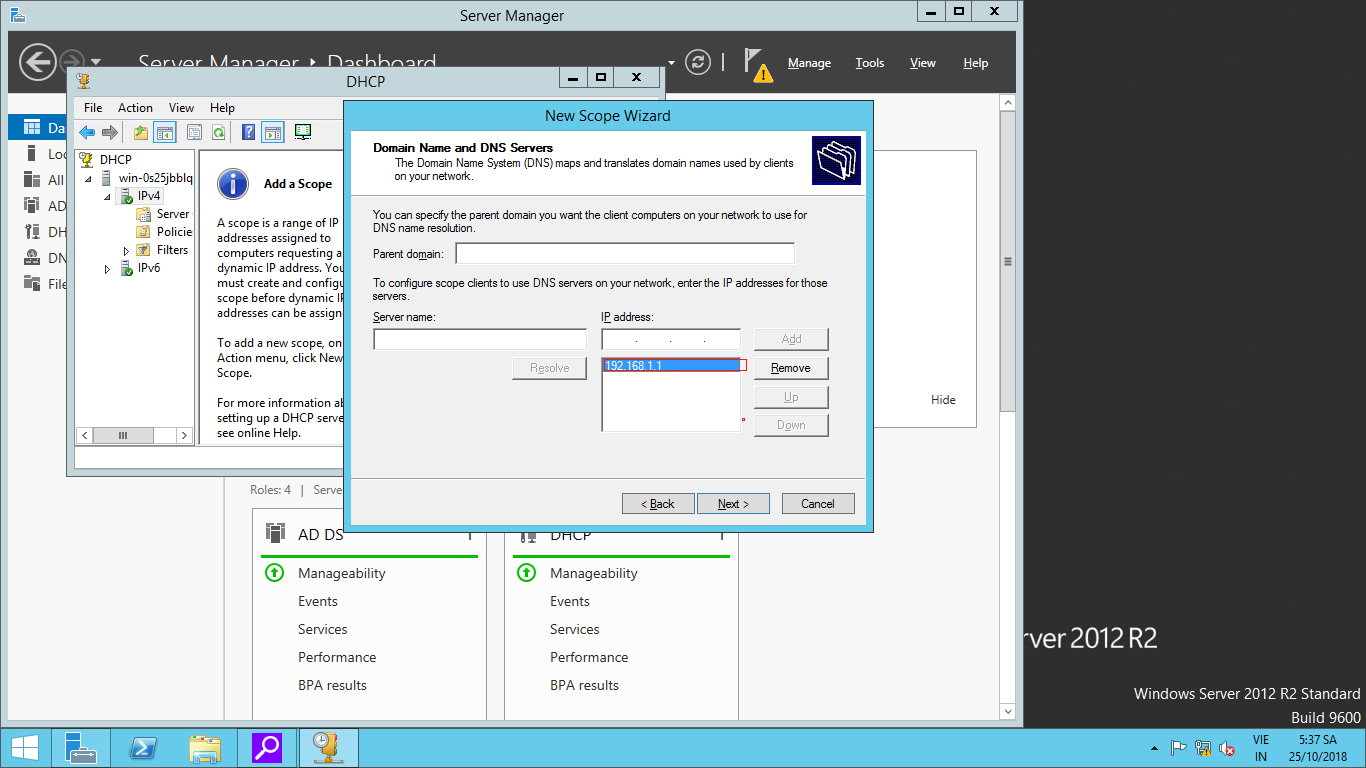 Server Manager
Server Manager · Dashboard
Manage Tools View Help
DHCP
File Action View Help
New Scope Wizard
Domain Name and DNS Servers
The Domain Name System (DNS) maps and translates domain names used by clients
on your network.
You can specify the parent domain you want the client computers on your network to use for
DNS name resolution.
Parent domain:
To configure scope clients to use DNS servers on your network, enter the IP addresses for those
servers.
Server name:
IP address:
. . .
Add
Resolve
192.168.1.1
Remove
Up
Down
< Back
Next >
Cancel
DHCP
win-0s25jbblq
IPv4
Server
Policie
Filters
IPv6
Add a Scope
A scope is a range of IP
addresses assigned to
computers requesting a
dynamic IP address. You
must create and configu
scope before dynamic IP
addresses can be assign
To add a new scope, on
Action menu, click New
Scope.
For more information ab
setting up a DHCP serve
see online Help.
Das
Loc
All
AD
DH
DN
File
Hide
Roles: 4 | Serve
AD DS 1
Manageability
Events
Services
Performance
BPA results
DHCP 1
Manageability
Events
Services
Performance
BPA results
rver 2012 R2
Windows Server 2012 R2 Standard
Build 9600
VIE
IN
5:37 SA
25/10/2018